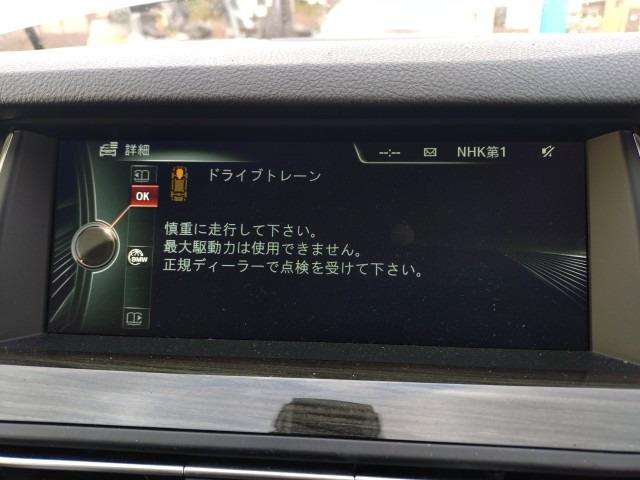 詳細
--:--
NHK第1
ドライブトレーン
OK
慎重に走行して下さい。
最大駆動力は使用できません。
BMW
正規ディーラーで点検を受けて下さい。